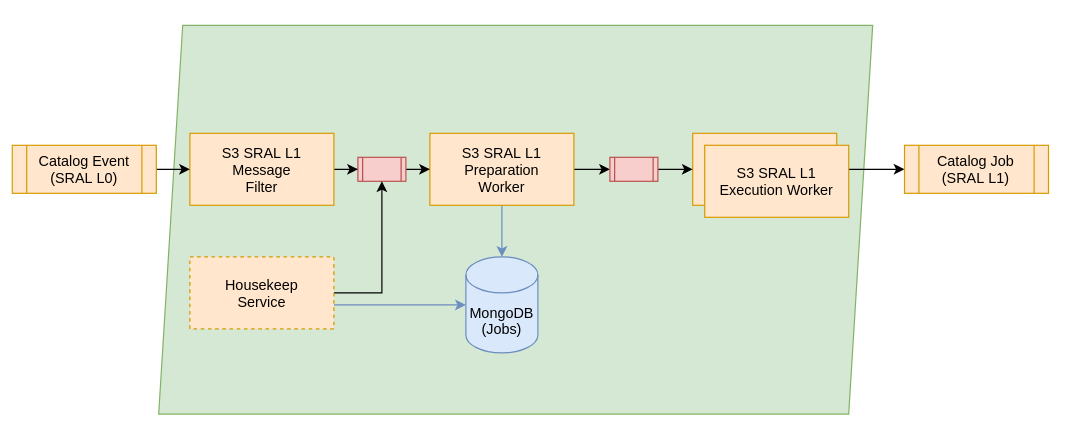 Catalog Event
(SRAL L0)
S3 SRAL L1
Message
Filter
S3 SRAL L1
Preparation
Worker
S3 SRAL L1
Execution Worker
Catalog Job
(SRAL L1)
Housekeep
Service
MongoDB
(Jobs)